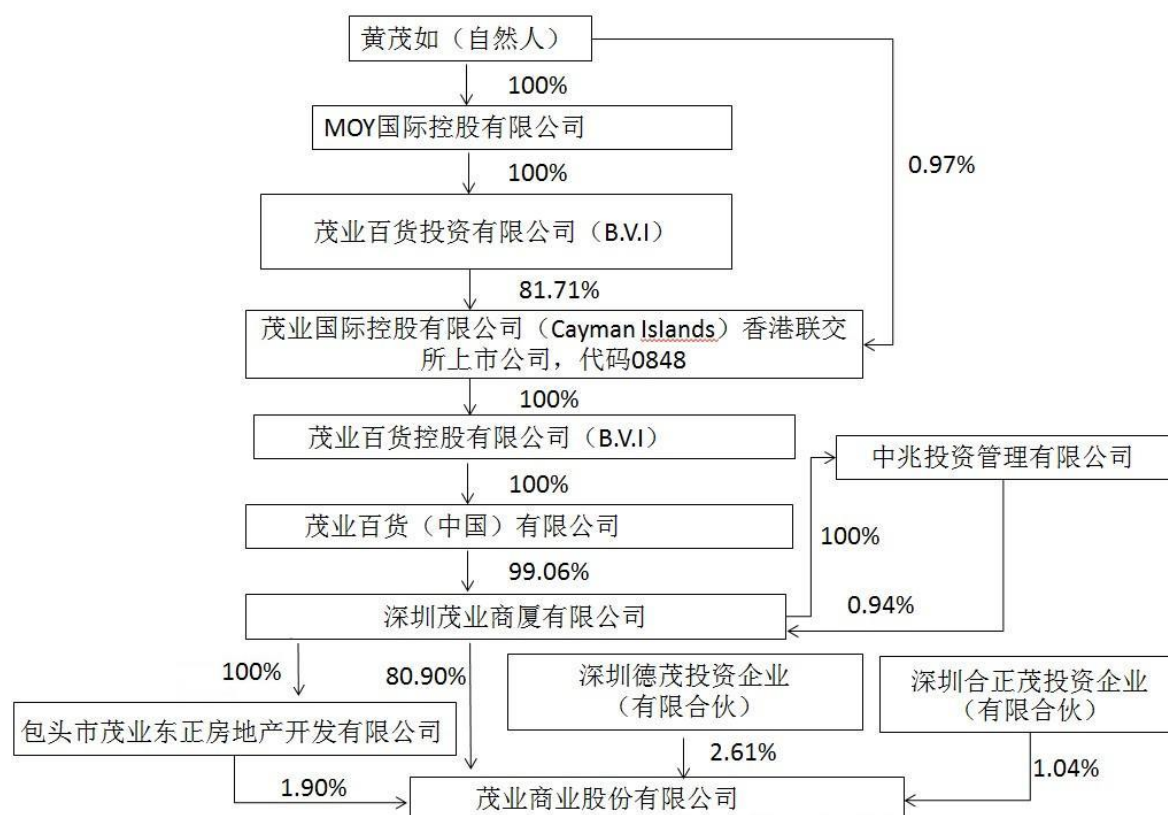 黄茂如（自然人）
100%
MOY国际控股有限公司
100%
0.97%
茂业百货投资有限公司（B.V.I）
81.71%
茂业国际控股有限公司（Cayman Islands）香港联交
所上市公司，代码0848
100%
茂业百货控股有限公司（B.V.I）
中兆投资管理有限公司
100%
茂业百货（中国）有限公司
100%
99.06%
0.94%
深圳茂业商厦有限公司
100%
80.90%
深圳德茂投资企业
（有限合伙）
深圳合正茂投资企业
（有限合伙）
包头市茂业东正房地产开发有限公司
2.61%
1.04%
1.90%
茂业商业股份有限公司